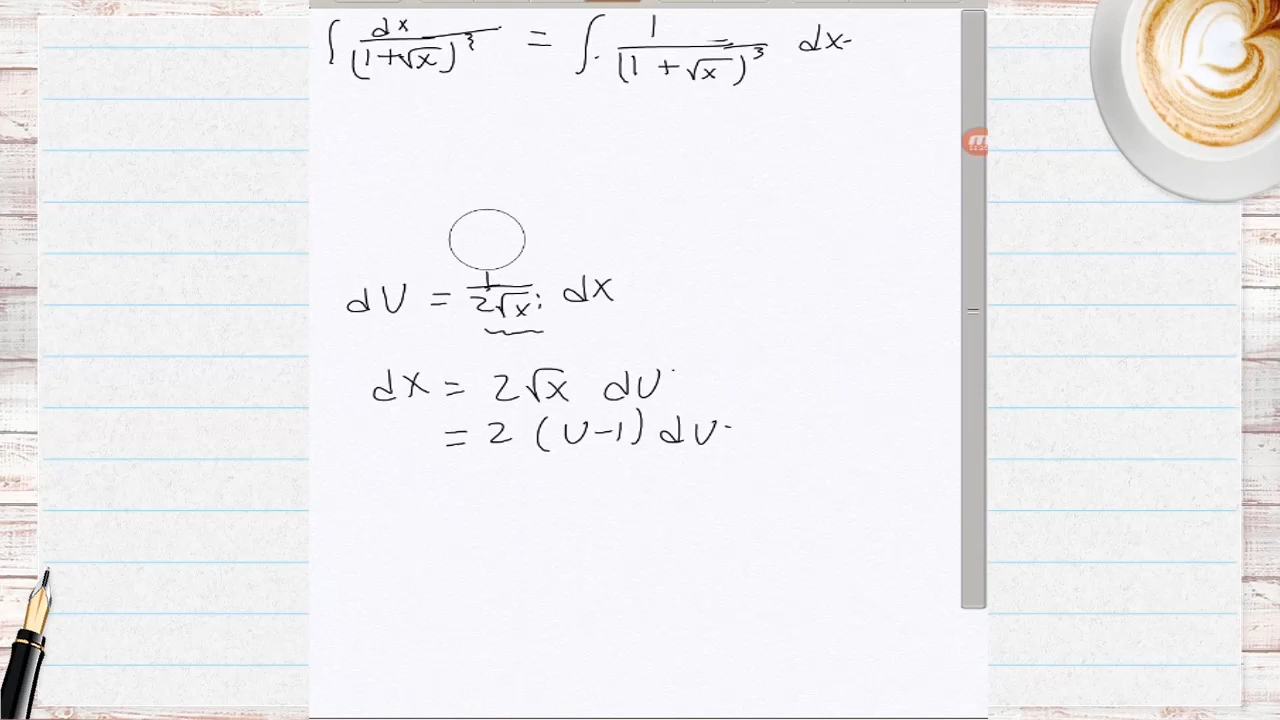 ∫ dx/(1+√x)³ = ∫ 1/(1 + √x)³ dx
dU = 1/(2√x) dx
dx = 2√x dU
= 2 (U-1) dU